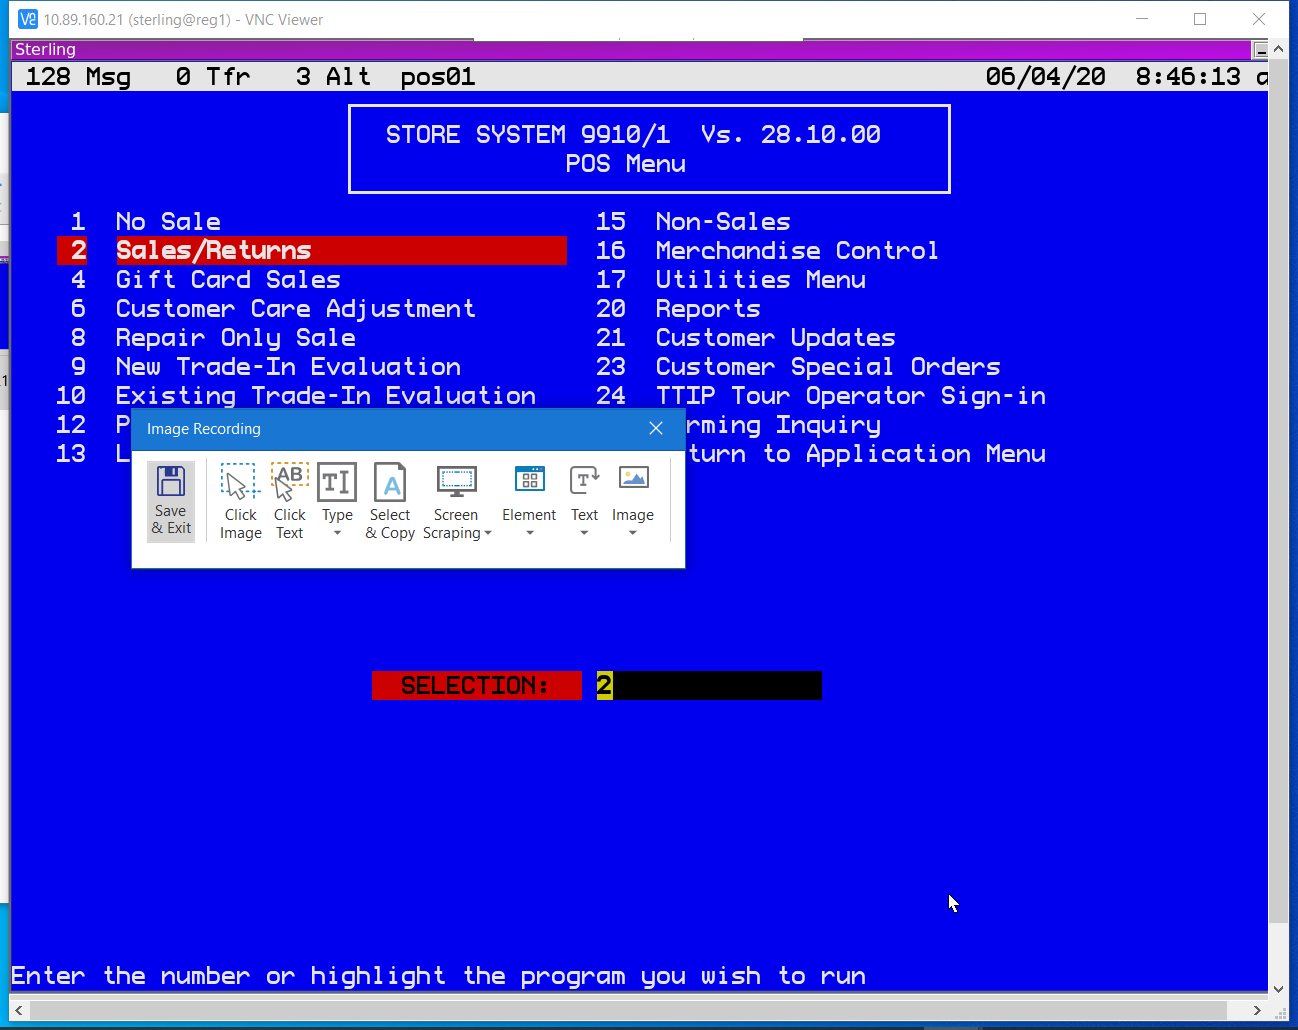 10.89.160.21 (sterling@reg1) - VNC Viewer
Sterling
128 Msg 0 Tfr 3 Alt pos01 06/04/20 8:46:13 a
STORE SYSTEM 9910/1 Vs. 28.10.00
POS Menu
1 No Sale
2 Sales/Returns
4 Gift Card Sales
6 Customer Care Adjustment
8 Repair Only Sale
9 New Trade-In Evaluation
10 Existing Trade-In Evaluation
12 P
13 L
15 Non-Sales
16 Merchandise Control
17 Utilities Menu
20 Reports
21 Customer Updates
23 Customer Special Orders
24 TTIP Tour Operator Sign-in
rming Inquiry
turn to Application Menu
Image Recording
Save & Exit
Click Image
Click Text
Type
Select & Copy
Screen Scraping
Element
Text
Image
SELECTION: 2
Enter the number or highlight the program you wish to run